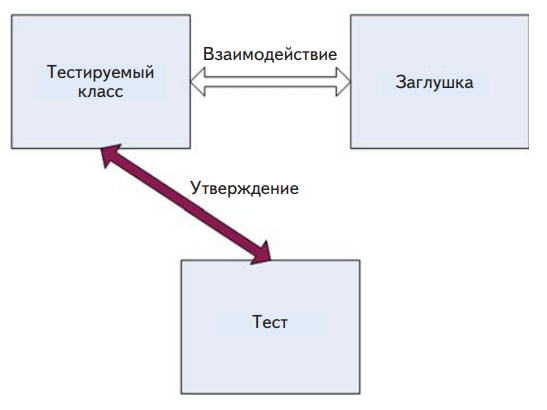 Взаимодействие
Тестируемый
класс
Заглушка
Утверждение
Тест